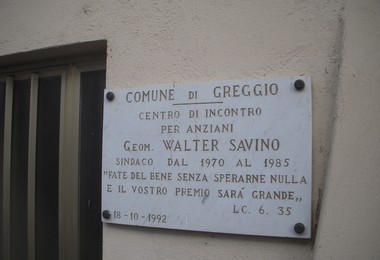 COMUNE DI GREGGIO
CENTRO DI INCONTRO
PER ANZIANI
GEOM. WALTER SAVINO
SINDACO DAL 1970 AL 1985
"FATE DEL BENE SENZA SPERARNE NULLA
E IL VOSTRO PREMIO SARÁ GRANDE„
18-10-1992 LC. 6. 35